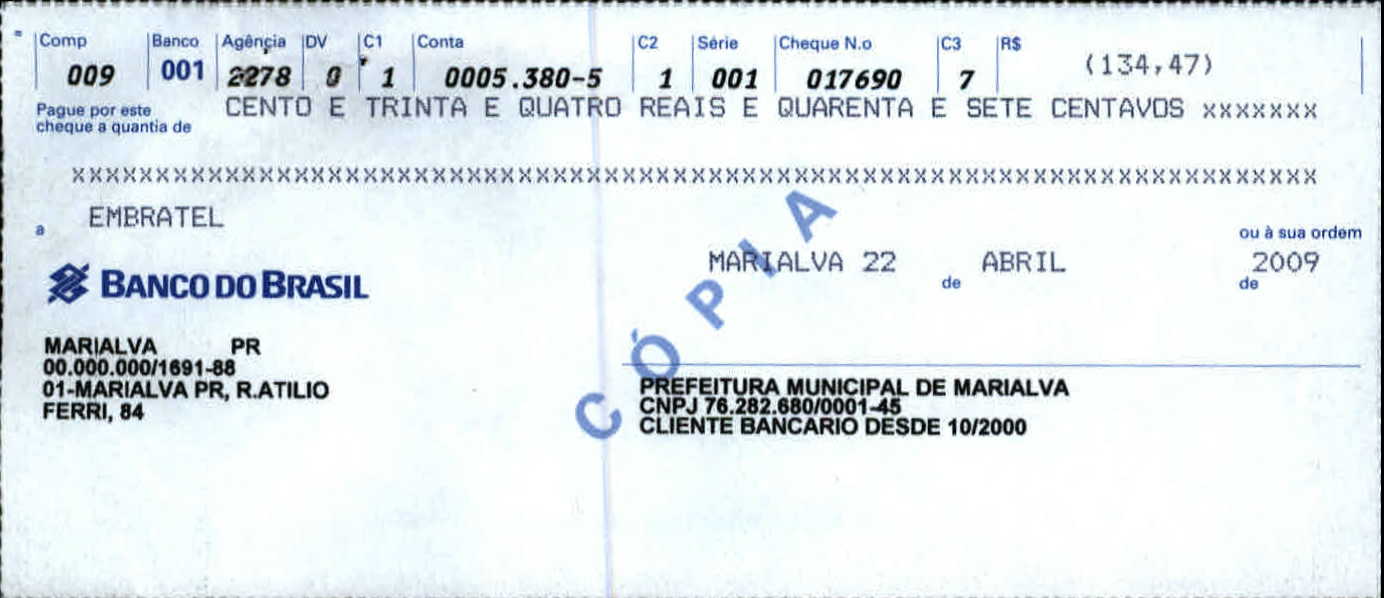 Comp Banco Agência DV C1 Conta C2 Série Cheque N.o C3 R$
009 001 2278 0 1 0005.380-5 1 001 017690 7 (134,47)
Pague por este cheque a quantia de CENTO E TRINTA E QUATRO REAIS E QUARENTA E SETE CENTAVOS xxxxxxx
xxxxxxxxxxxxxxxxxxxxxxxxxxxxxxxxxxxxxxxxxxxxxxxxxxxxxxxxxxxxxxxxxxxxxxxxxx
a EMBRATEL ou à sua ordem
MARIALVA 22 de ABRIL de 2009
BANCO DO BRASIL
MARIALVA PR
00.000.000/1691-88
01-MARIALVA PR, R.ATILIO
FERRI, 84
CÓPIA
PREFEITURA MUNICIPAL DE MARIALVA
CNPJ 76.282.680/0001-45
CLIENTE BANCARIO DESDE 10/2000